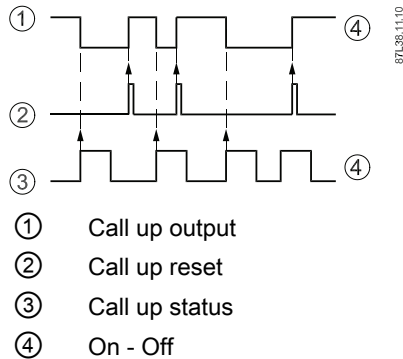 ① ④
87L38.11.10
②
③ ④
① Call up output
② Call up reset
③ Call up status
④ On - Off